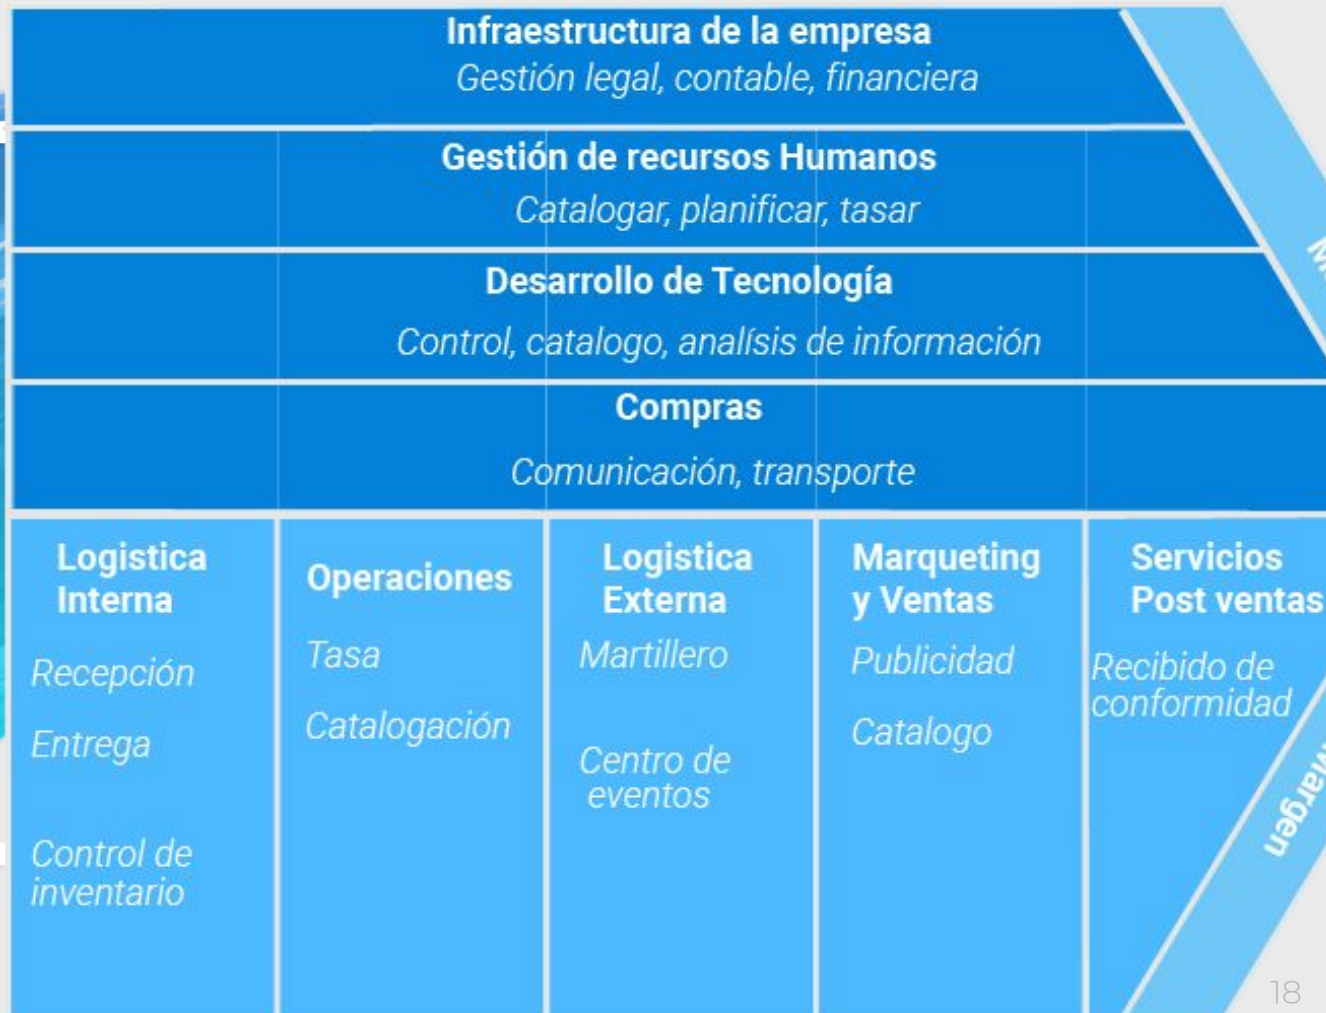 Infraestructura de la empresa
Gestión legal, contable, financiera
Gestión de recursos Humanos
Catalogar, planificar, tasar
Desarrollo de Tecnología
Control, catalogo, analísis de información
Compras
Comunicación, transporte
Logistica
Interna
Recepción
Entrega
Control de
inventario
Operaciones
Tasa
Catalogación
Logistica
Externa
Martillero
Centro de
eventos
Marqueting
y Ventas
Publicidad
Catalogo
Servicios
Post ventas
Recibido de
conformidad
Margen
18